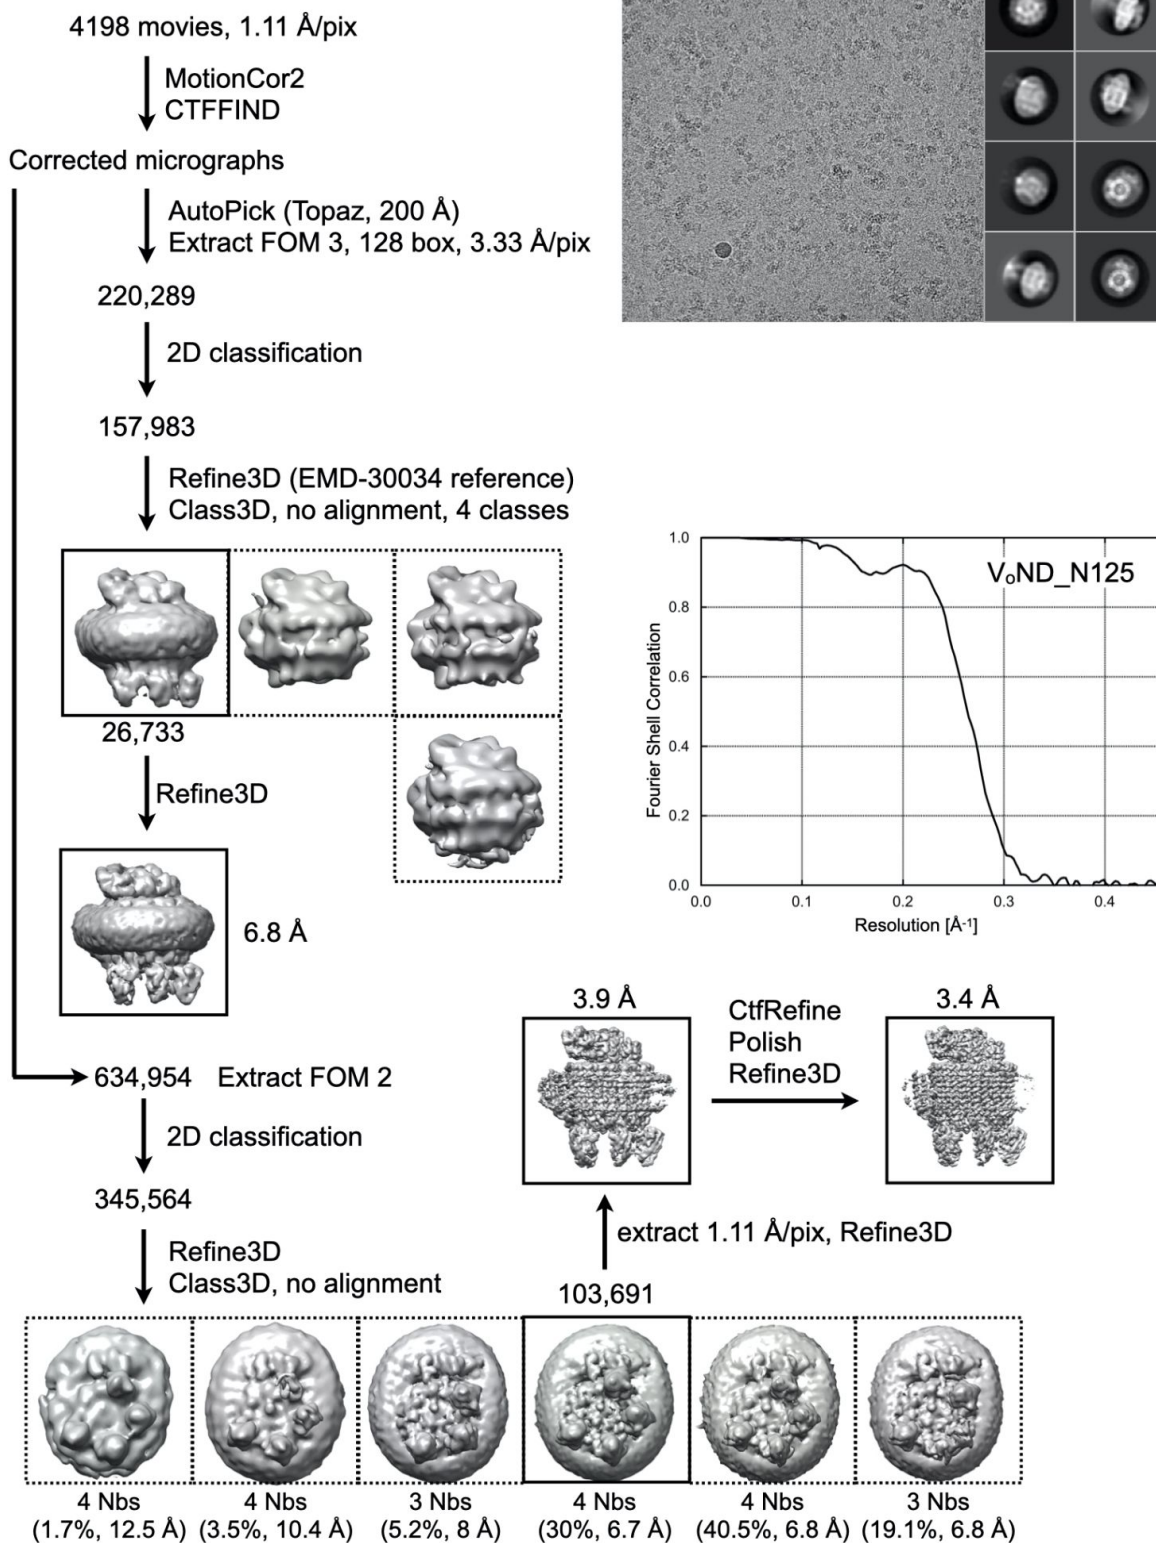 4198 movies, 1.11 Å/pix
MotionCor2
CTFFIND
Corrected micrographs
AutoPick (Topaz, 200 Å)
Extract FOM 3, 128 box, 3.33 Å/pix
220,289
2D classification
157,983
Refine3D (EMD-30034 reference)
Class3D, no alignment, 4 classes
26,733
Refine3D
6.8 Å
1.0
0.8
0.6
0.4
0.2
0.0
Fourier Shell Correlation
VₒND_N125
0.0 0.1 0.2 0.3 0.4
Resolution [Å⁻¹]
634,954 Extract FOM 2
2D classification
345,564
Refine3D
Class3D, no alignment
3.9 Å
CtfRefine
Polish
Refine3D
3.4 Å
extract 1.11 Å/pix, Refine3D
103,691
4 Nbs 4 Nbs 3 Nbs 4 Nbs 4 Nbs 3 Nbs
(1.7%, 12.5 Å) (3.5%, 10.4 Å) (5.2%, 8 Å) (30%, 6.7 Å) (40.5%, 6.8 Å) (19.1%, 6.8 Å)